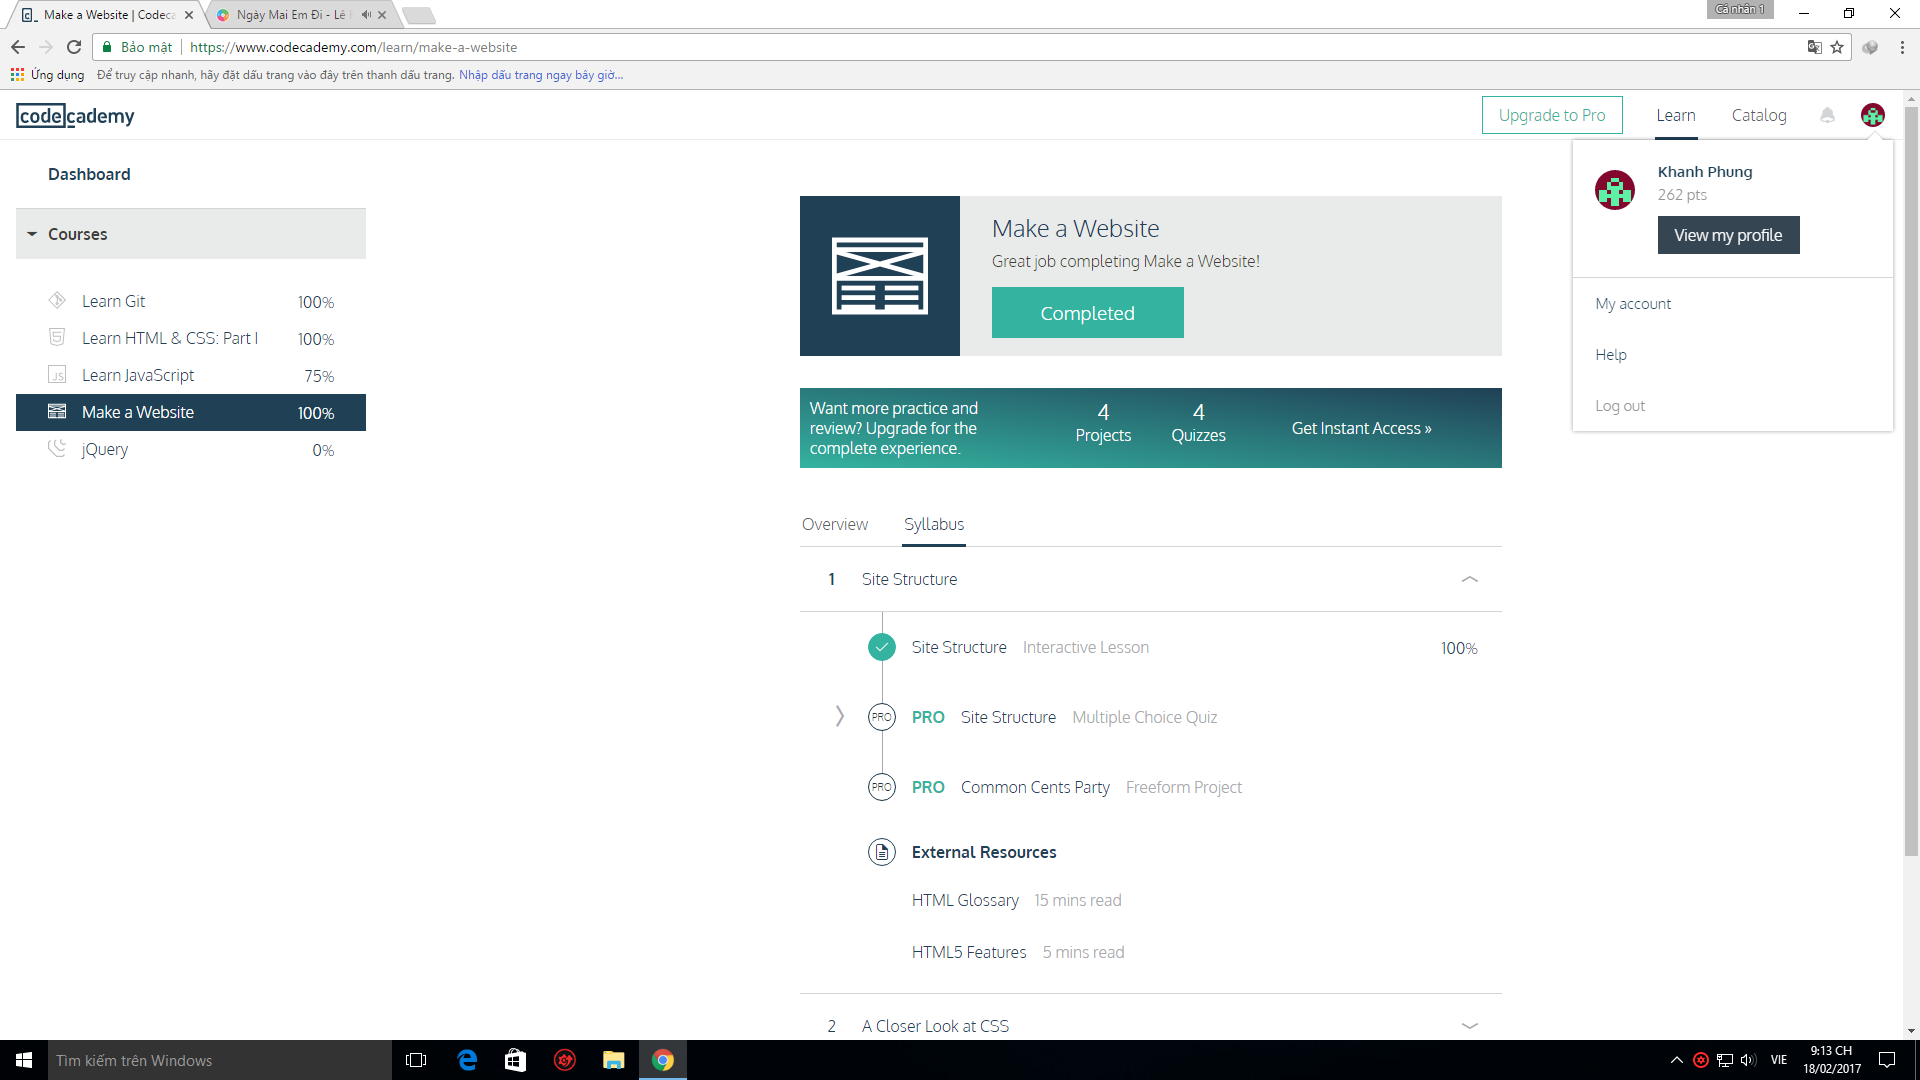 Make a Website | Codeca
Ngày Mai Em Đi - Lê
Cá nhân 1
Bảo mật
https://www.codecademy.com/learn/make-a-website
Ứng dụng
Để truy cập nhanh, hãy đặt dấu trang vào đây trên thanh dấu trang. Nhập dấu trang ngay bây giờ...
codecademy
Upgrade to Pro
Learn
Catalog
Dashboard
Courses
Learn Git 100%
Learn HTML & CSS: Part I 100%
JS Learn JavaScript 75%
Make a Website 100%
jQuery 0%
Make a Website
Great job completing Make a Website!
Completed
Want more practice and
review? Upgrade for the
complete experience.
4
Projects
4
Quizzes
Get Instant Access »
Khanh Phung
262 pts
View my profile
My account
Help
Log out
Overview
Syllabus
1 Site Structure
Site Structure Interactive Lesson 100%
PRO PRO Site Structure Multiple Choice Quiz
PRO PRO Common Cents Party Freeform Project
External Resources
HTML Glossary 15 mins read
HTML5 Features 5 mins read
2 A Closer Look at CSS
Tìm kiếm trên Windows
VIE
9:13 CH
18/02/2017